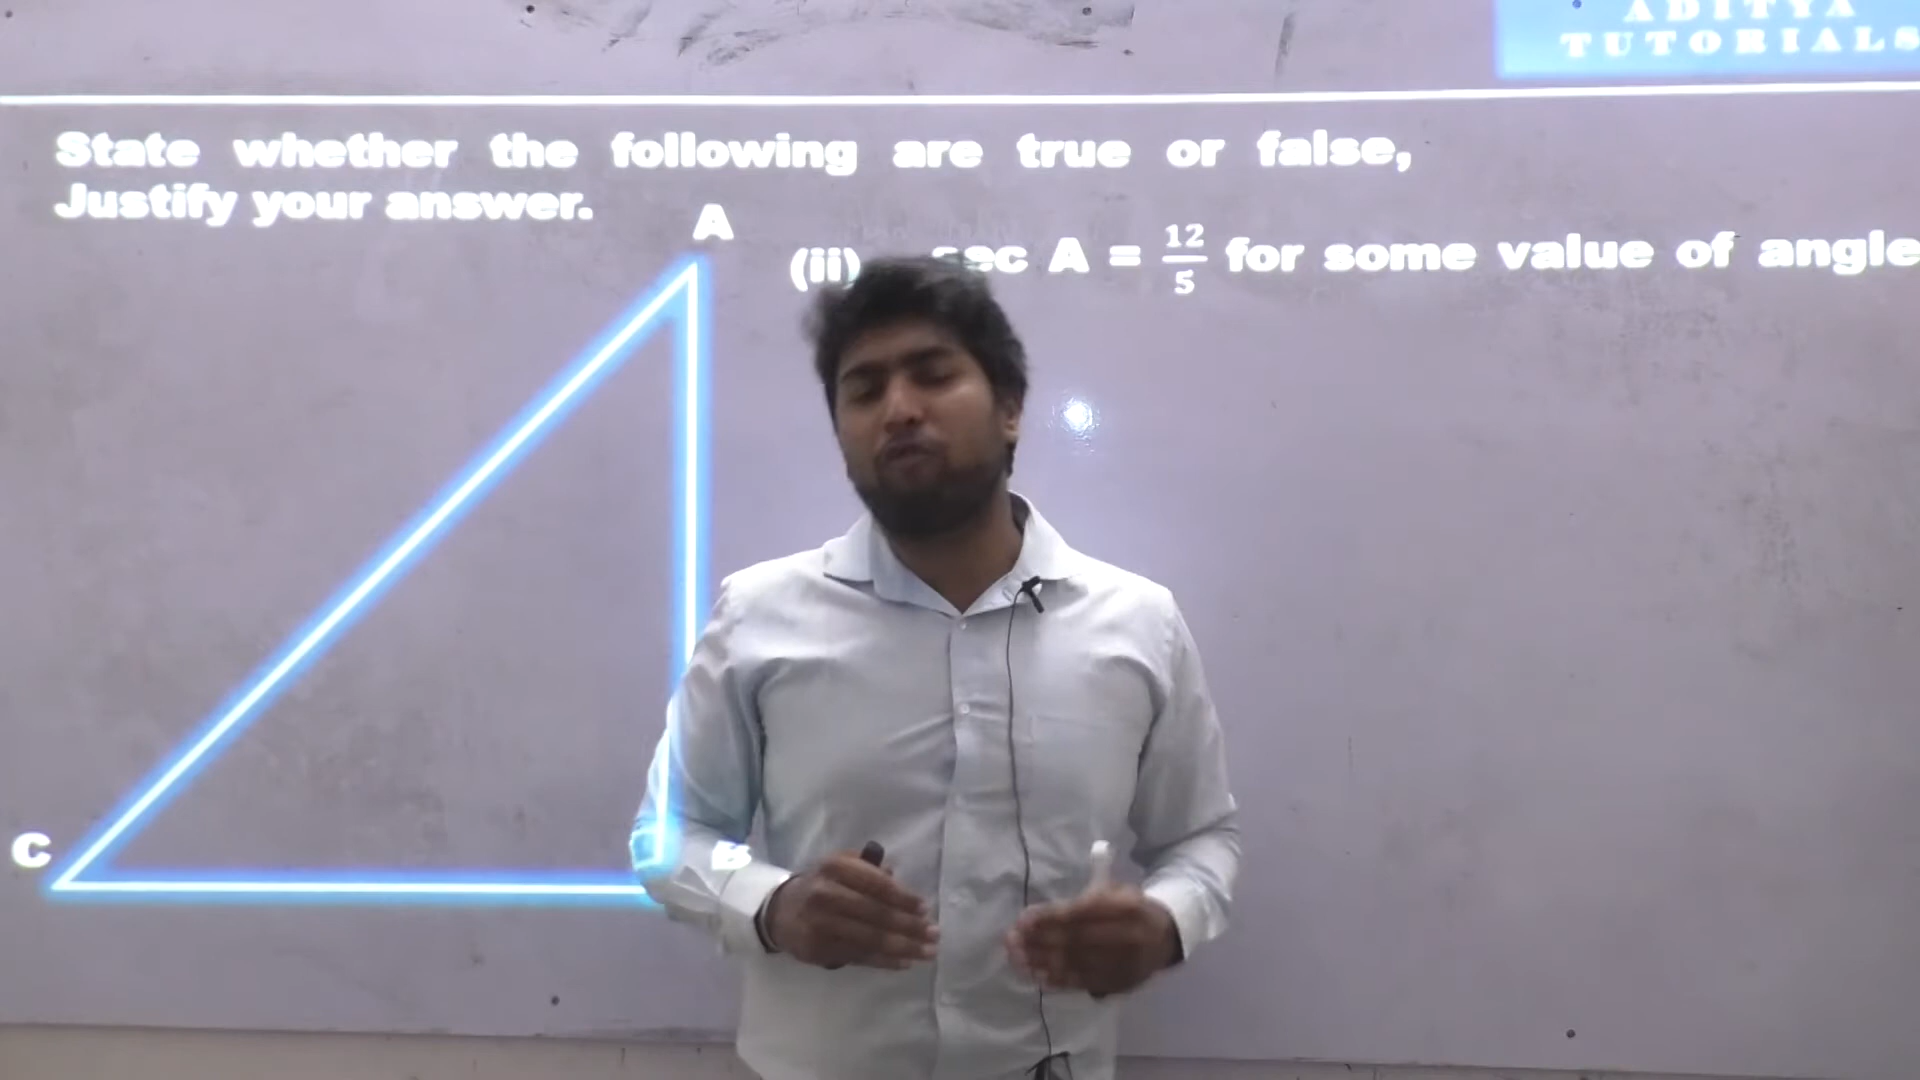 ADITYA
TUTORIALS
State whether the following are true or false,
Justify your answer.
A
(ii) sec A = 12/5 for some value of angle
C
B